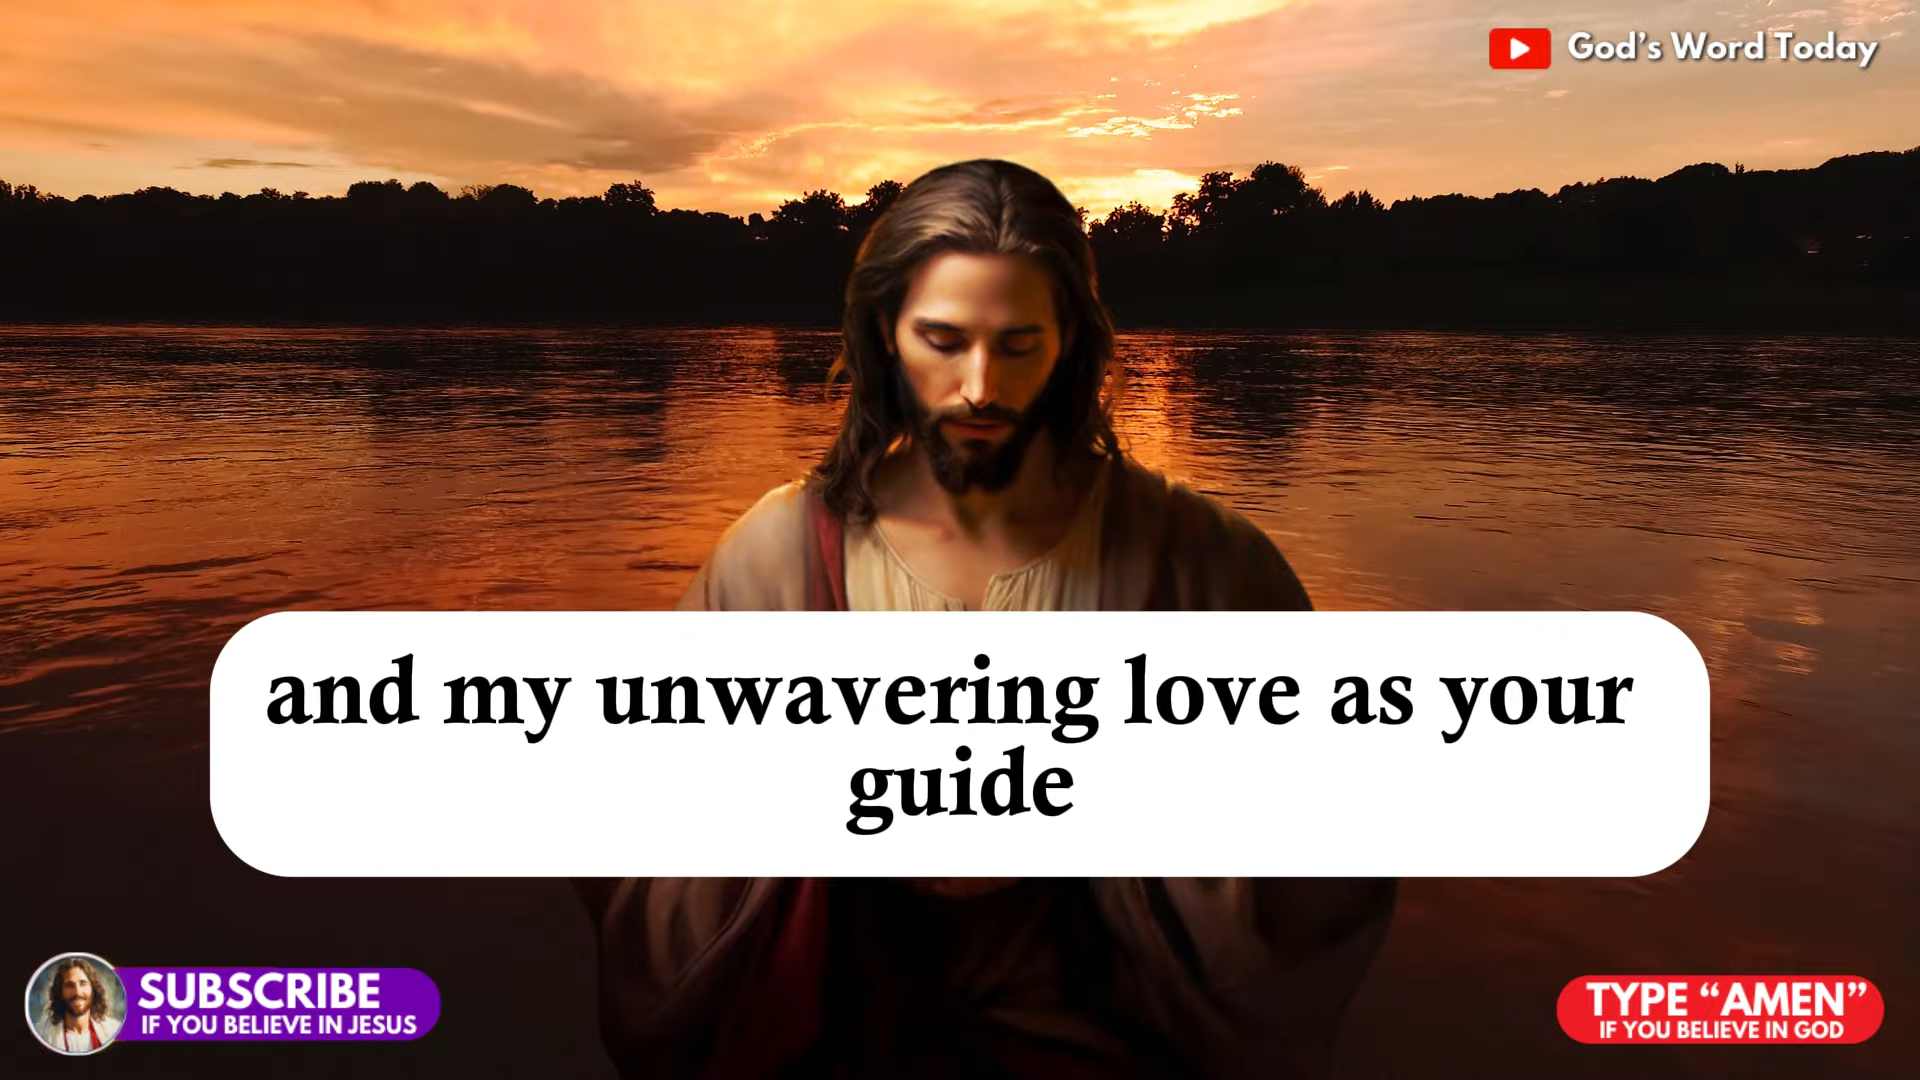 God’s Word Today
and my unwavering love as your
guide
SUBSCRIBE
IF YOU BELIEVE IN JESUS
TYPE “AMEN”
IF YOU BELIEVE IN GOD